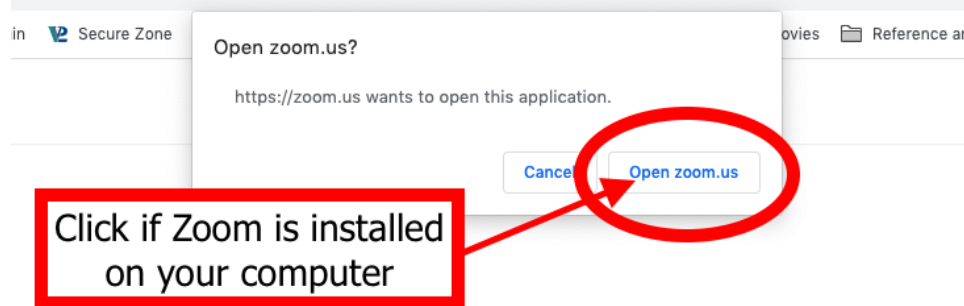 in Secure Zone ovies Reference
Open zoom.us?
https://zoom.us wants to open this application.
Cancel Open zoom.us
Click if Zoom is installed
on your computer